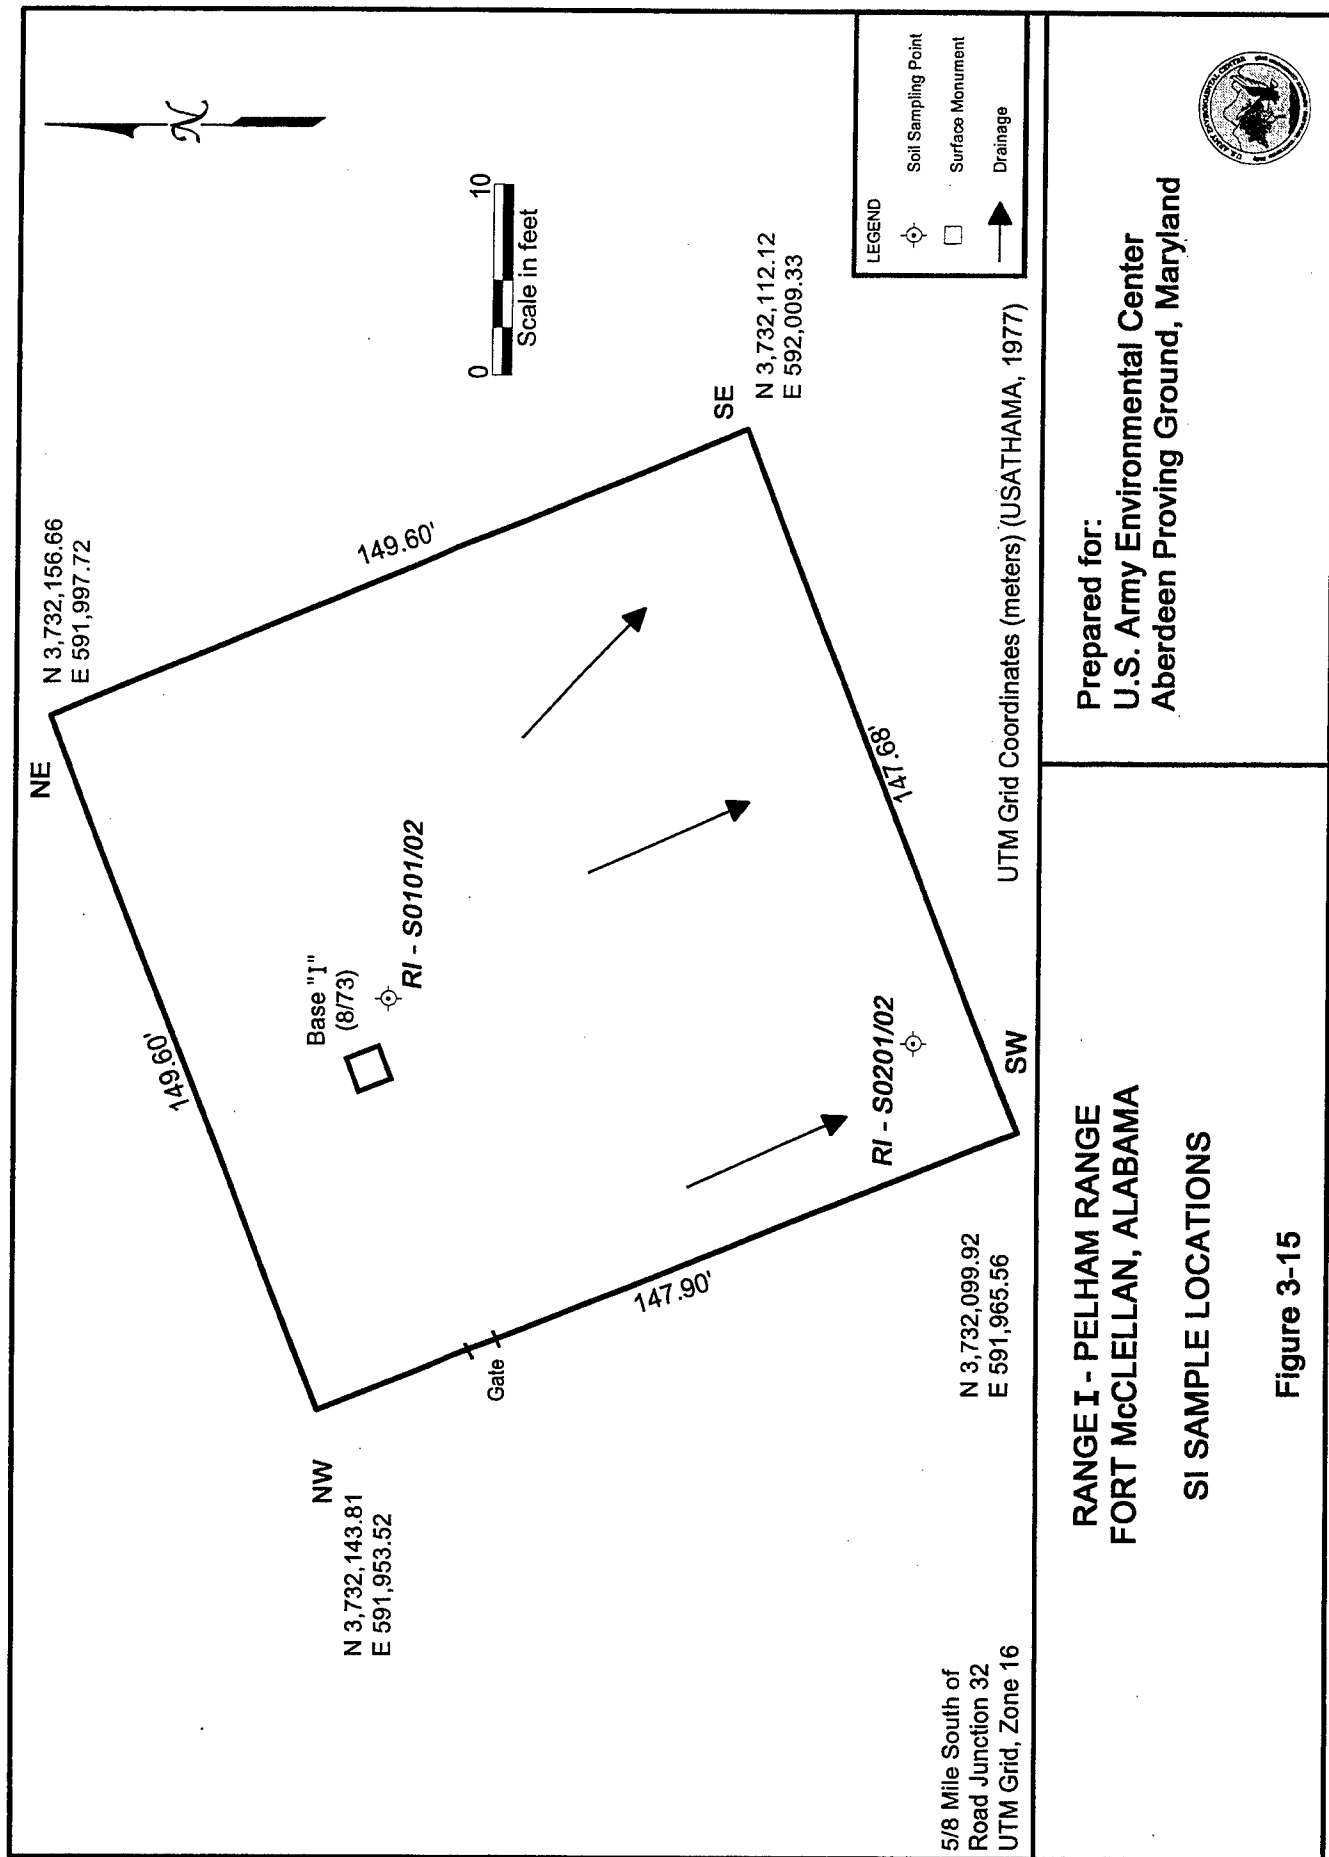 NE
N 3,732,156.66
E 591,997.72
N
149.60'
149.60'
Base "I"
(8/73)
RI - S0101/02
0
10
Scale in feet
NW
N 3,732,143.81
E 591,953.52
Gate
147.90'
RI - S0201/02
147.68'
SE
N 3,732,112.12
E 592,009.33
SW
N 3,732,099.92
E 591,965.56
LEGEND
Soil Sampling Point
Surface Monument
Drainage
5/8 Mile South of
Road Junction 32
UTM Grid, Zone 16
UTM Grid Coordinates (meters) (USATHAMA, 1977)
RANGE I - PELHAM RANGE
FORT McCLELLAN, ALABAMA
SI SAMPLE LOCATIONS
Figure 3-15
Prepared for:
U.S. Army Environmental Center
Aberdeen Proving Ground, Maryland
U.S. ARMY ENVIRONMENTAL CENTER